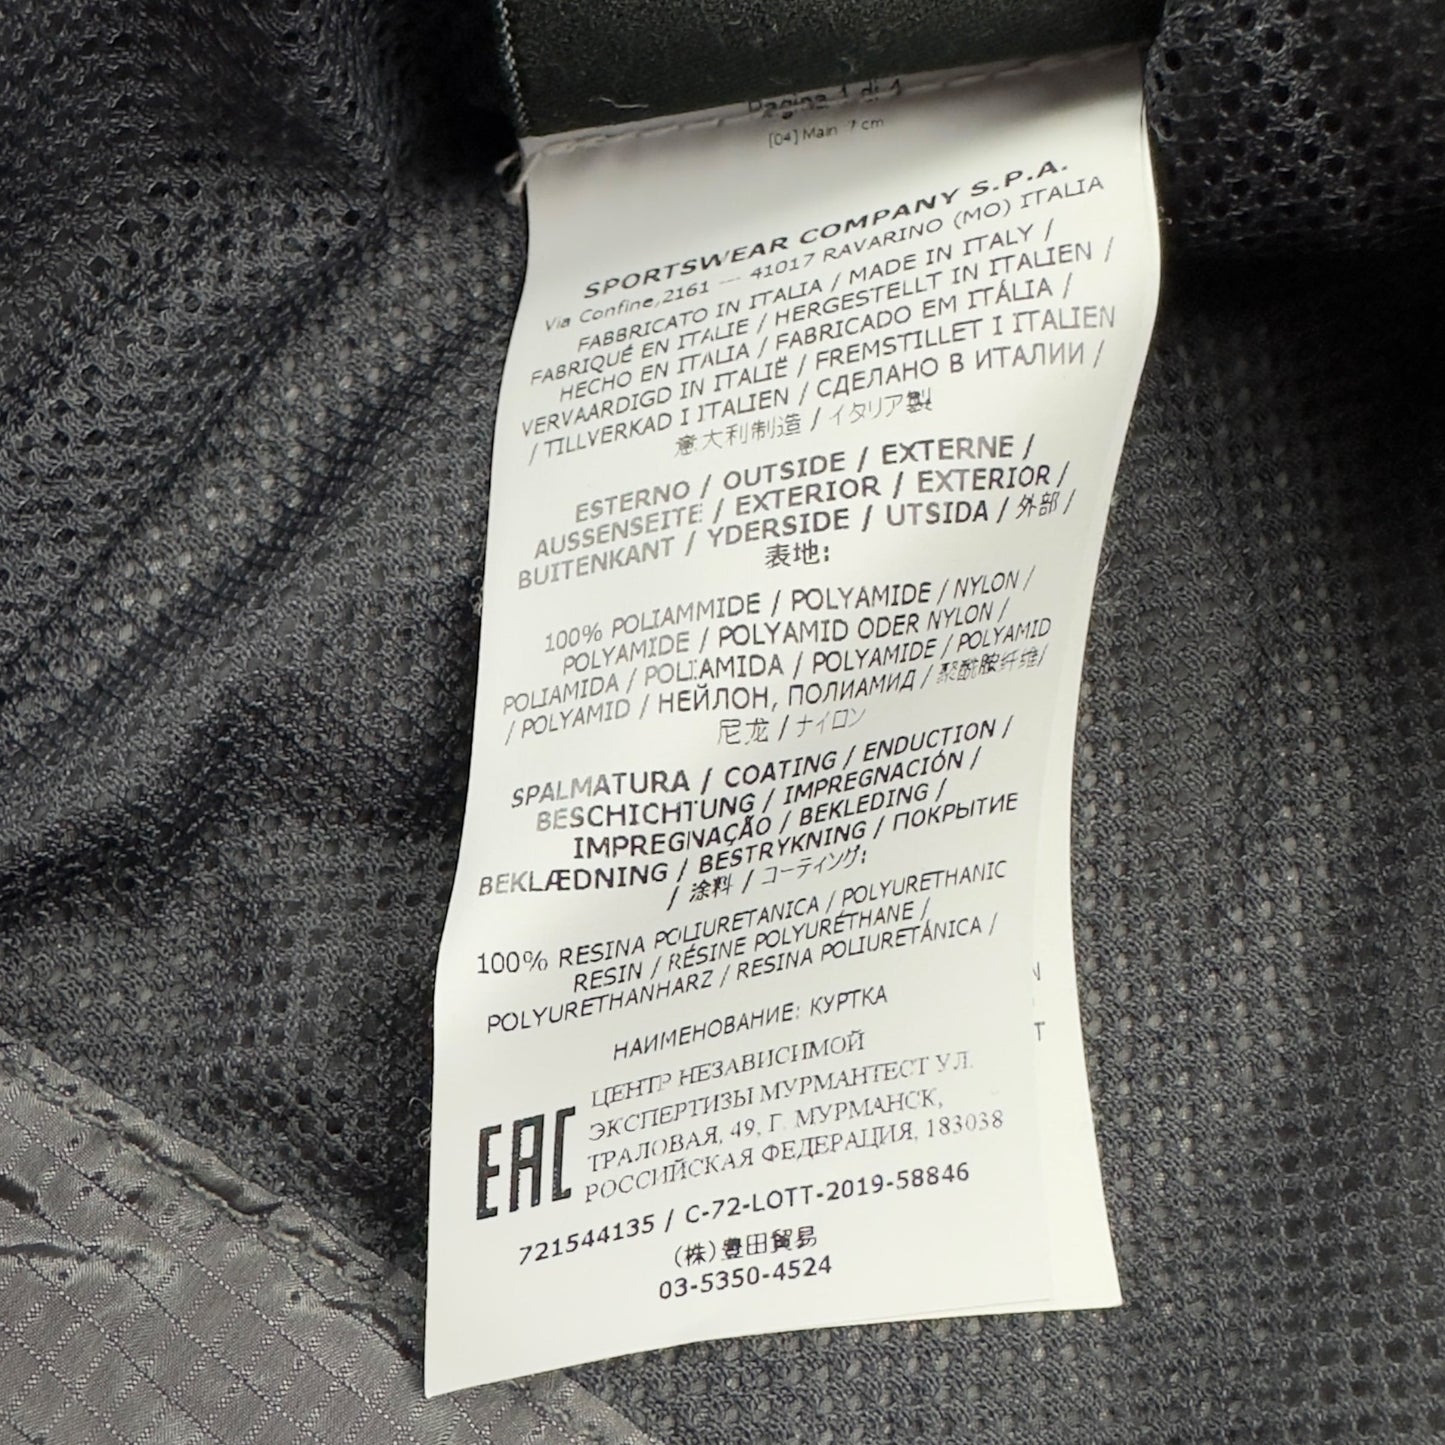 Pagina 1 di 1
[04] Main 7 cm
SPORTSWEAR COMPANY S.P.A.
Via Confine,2161 --- 41017 RAVARINO (MO) ITALIA
FABBRICATO IN ITALIA / MADE IN ITALY /
FABRIQUÉ EN ITALIE / HERGESTELLT IN ITALIEN /
HECHO EN ITALIA / FABRICADO EM ITÁLIA /
VERVAARDIGD IN ITALIË / FREMSTILLET I ITALIEN
/ TILLVERKAD I ITALIEN / СДЕЛАНО В ИТАЛИИ /
意大利制造 / イタリア製
ESTERNO / OUTSIDE / EXTERNE /
AUSSENSEITE / EXTERIOR / EXTERIOR /
BUITENKANT / YDERSIDE / UTSIDA / 外部 /
表地:
100% POLIAMMIDE / POLYAMIDE / NYLON /
POLYAMIDE / POLYAMID ODER NYLON /
POLIAMIDA / POLIAMIDA / POLYAMIDE / POLYAMID
/ POLYAMID / НЕЙЛОН, ПОЛИАМИД / 聚酰胺纤维/
尼龙 / ナイロン
SPALMATURA / COATING / ENDUCTION /
BESCHICHTUNG / IMPREGNACIÓN /
IMPREGNAÇÃO / BEKLEDING /
BEKLÆDNING / BESTRYKNING / ПОКРЫТИЕ
/ 涂料 / コーティング:
100% RESINA POLIURETANICA / POLYURETHANIC
RESIN / RÉSINE POLYURÉTHANE /
POLYURETHANHARZ / RESINA POLIURETÁNICA /
НАИМЕНОВАНИЕ: КУРТКА
EAC
ЦЕНТР НЕЗАВИСИМОЙ
ЭКСПЕРТИЗЫ МУРМАНТЕСТ УЛ.
ТРАЛОВАЯ, 49, Г. МУРМАНСК,
РОССИЙСКАЯ ФЕДЕРАЦИЯ, 183038
721544135 / C-72-LOTT-2019-58846
(株)豊田貿易
03-5350-4524